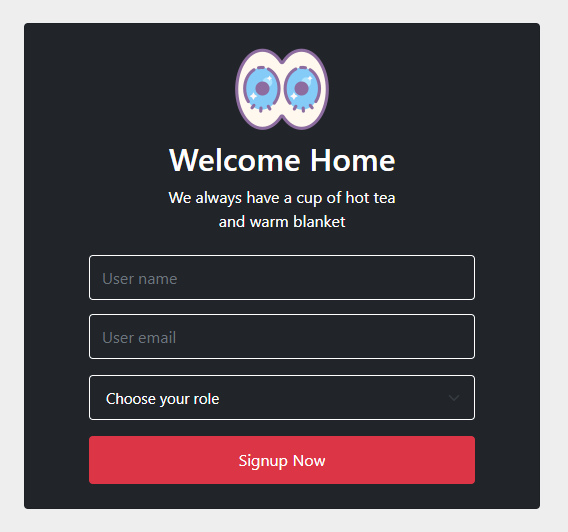 Welcome Home
We always have a cup of hot tea
and warm blanket
User name
User email
Choose your role
Signup Now